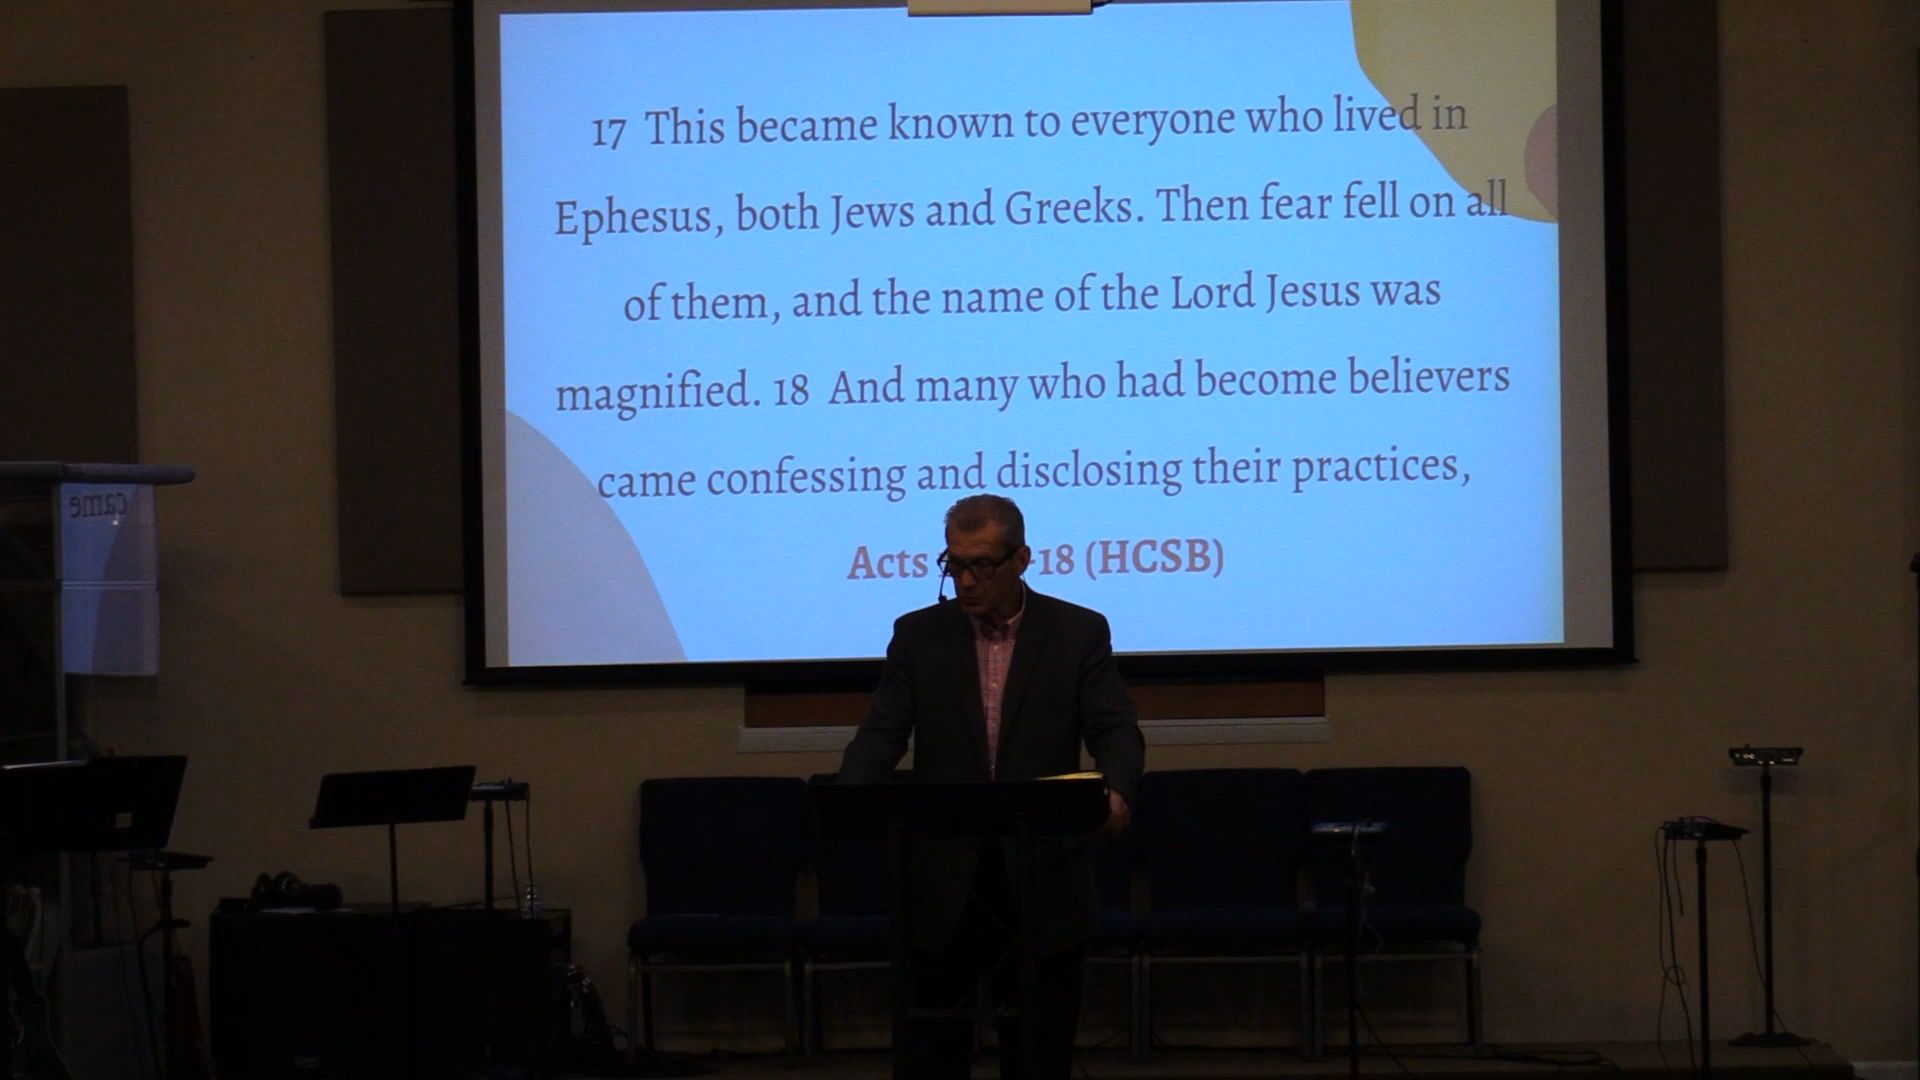 17 This became known to everyone who lived in
Ephesus, both Jews and Greeks. Then fear fell on all
of them, and the name of the Lord Jesus was
magnified. 18 And many who had become believers
came confessing and disclosing their practices,
Acts -18 (HCSB)
came